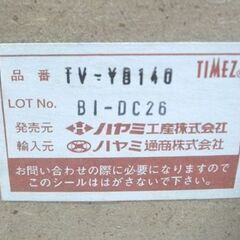 品番 TV-YD140 TIMEZ
LOT No. BI-DC26
発売元 ハヤミ工産株式会社
輸入元 ハヤミ通商株式会社
お問い合わせの際に必要になりますので
このシールははがさないで下さい。